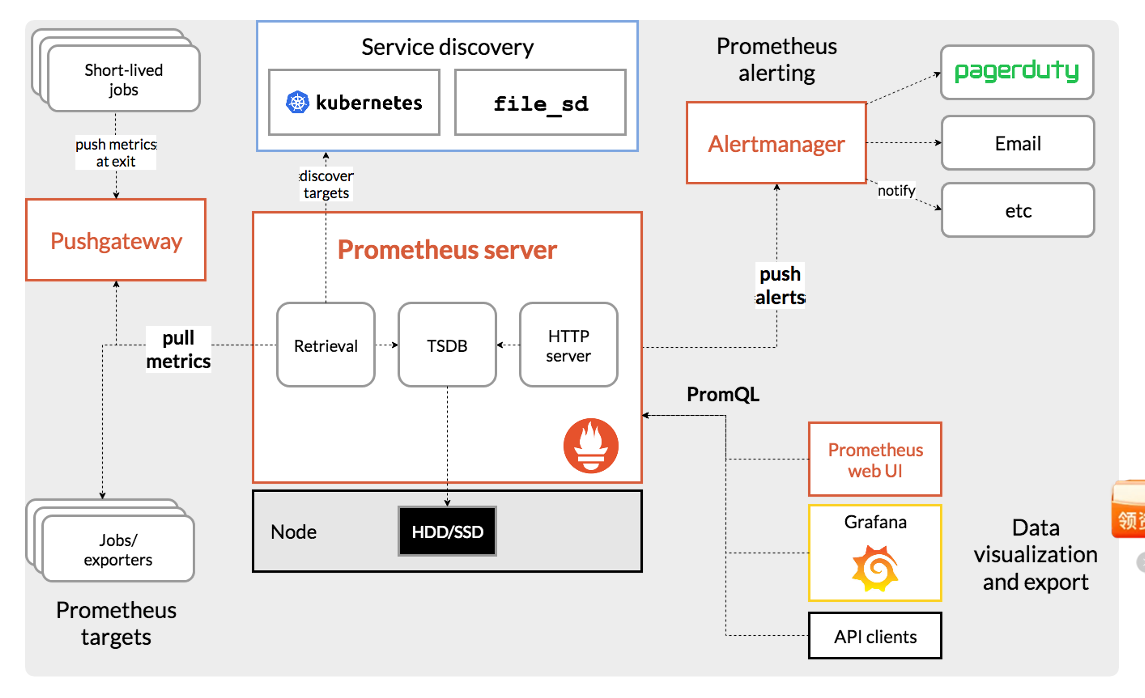 Short-lived
jobs
push metrics
at exit
Pushgateway
pull
metrics
Jobs/
exporters
Prometheus
targets
Service discovery
kubernetes
file_sd
discover
targets
Prometheus server
Retrieval
TSDB
HTTP
server
Node
HDD/SSD
Prometheus
alerting
Alertmanager
pagerduty
Email
notify
etc
push
alerts
PromQL
Prometheus
web UI
Grafana
API clients
Data
visualization
and export
领